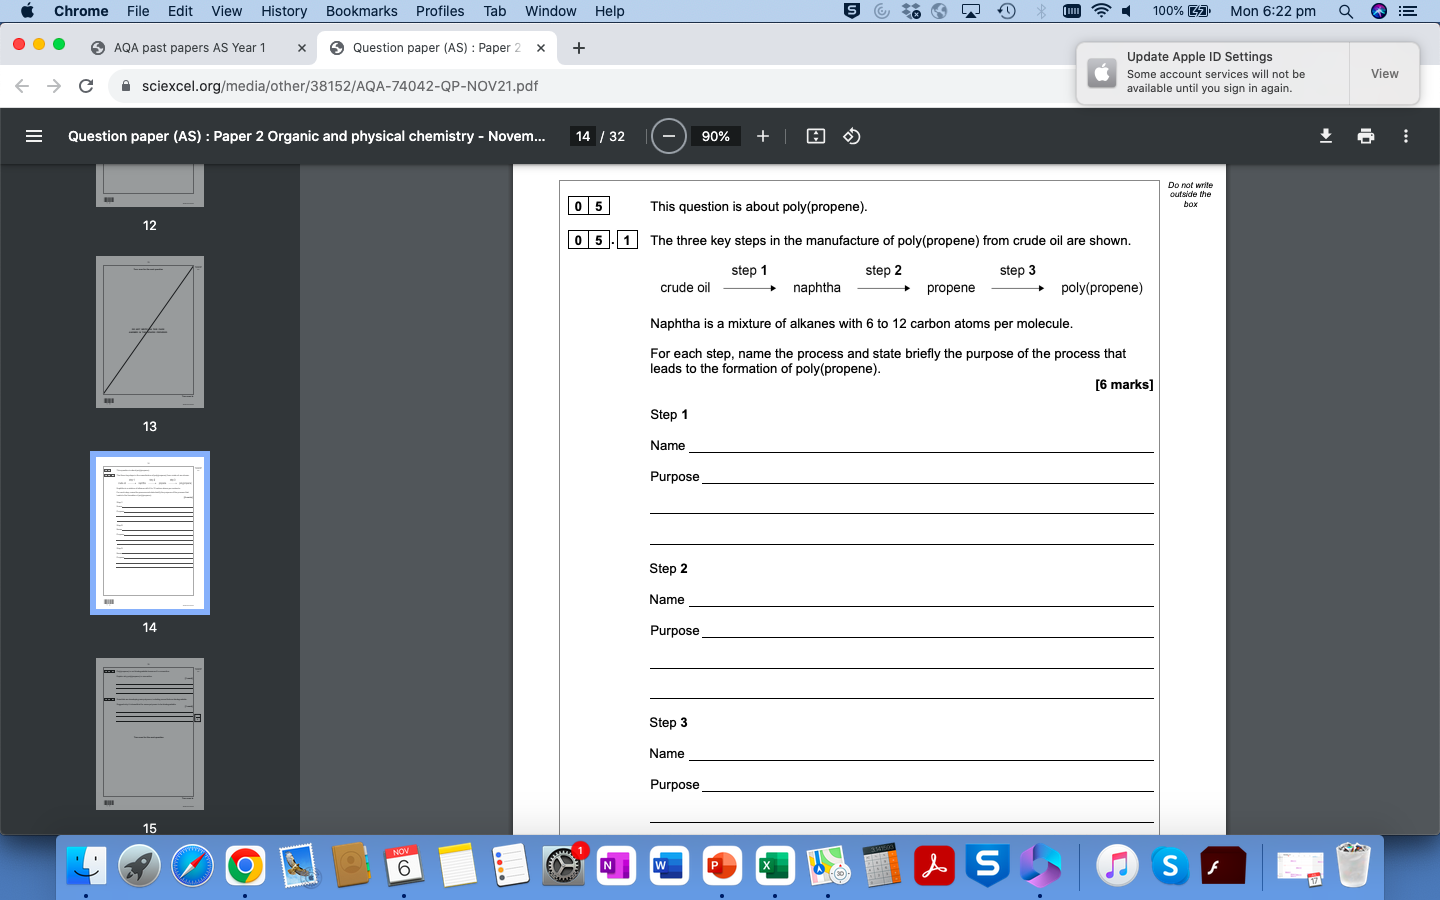 Chrome File Edit View History Bookmarks Profiles Tab Window Help 100% Mon 6:22 pm
AQA past papers AS Year 1
Question paper (AS) : Paper 2
sciexcel.org/media/other/38152/AQA-74042-QP-NOV21.pdf
Update Apple ID Settings
Some account services will not be
available until you sign in again.
View
Question paper (AS) : Paper 2 Organic and physical chemistry - Novem... 14 / 32 90%
12
13
14
15
Do not write
outside the
box
0 5 This question is about poly(propene).
0 5 . 1 The three key steps in the manufacture of poly(propene) from crude oil are shown.
step 1 step 2 step 3
crude oil naphtha propene poly(propene)
Naphtha is a mixture of alkanes with 6 to 12 carbon atoms per molecule.
For each step, name the process and state briefly the purpose of the process that
leads to the formation of poly(propene).
[6 marks]
Step 1
Name
Purpose
Step 2
Name
Purpose
Step 3
Name
Purpose
NOV
6
1
N
W
P
X
3D
S
S
f
17